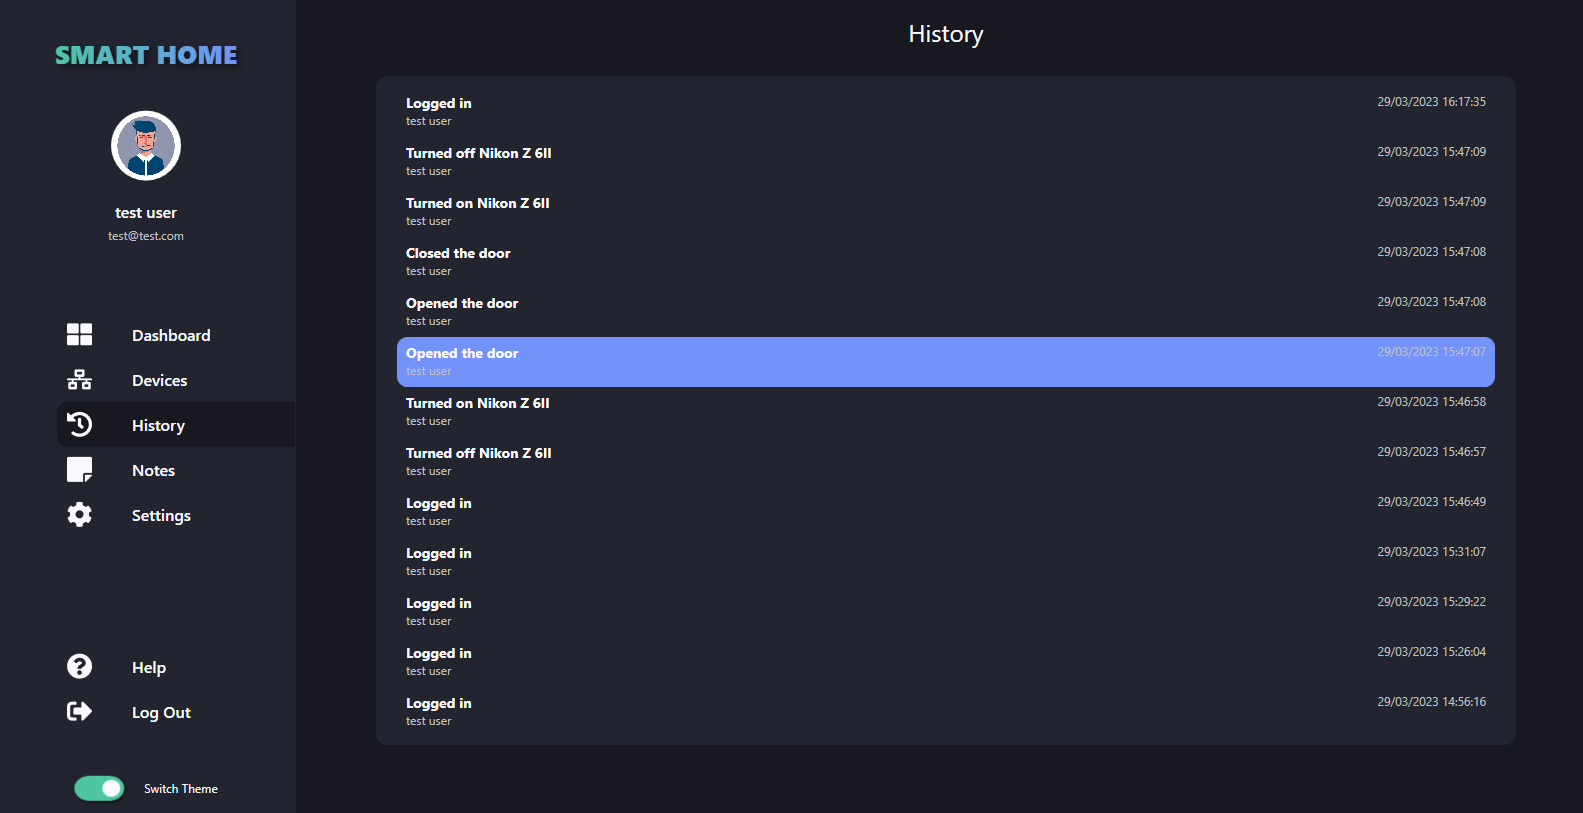 SMART HOME
test user
test@test.com
Dashboard
Devices
History
Notes
Settings
Help
Log Out
Switch Theme
History
Logged in 29/03/2023 16:17:35
test user
Turned off Nikon Z 6II 29/03/2023 15:47:09
test user
Turned on Nikon Z 6II 29/03/2023 15:47:09
test user
Closed the door 29/03/2023 15:47:08
test user
Opened the door 29/03/2023 15:47:08
test user
Opened the door 29/03/2023 15:47:07
test user
Turned on Nikon Z 6II 29/03/2023 15:46:58
test user
Turned off Nikon Z 6II 29/03/2023 15:46:57
test user
Logged in 29/03/2023 15:46:49
test user
Logged in 29/03/2023 15:31:07
test user
Logged in 29/03/2023 15:29:22
test user
Logged in 29/03/2023 15:26:04
test user
Logged in 29/03/2023 14:56:16
test user